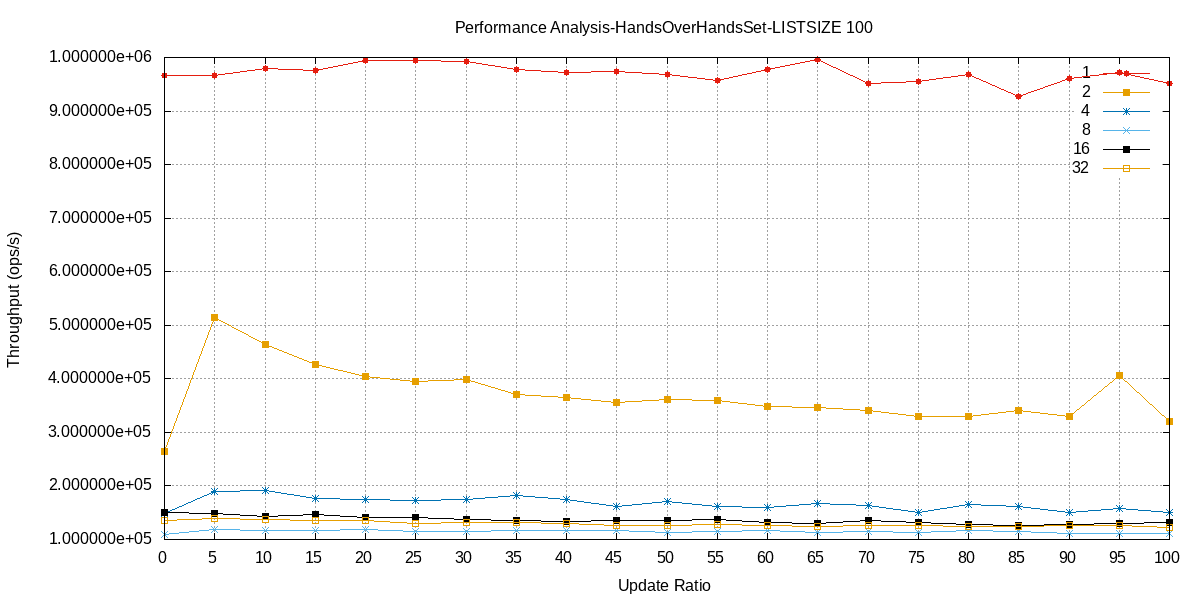 Performance Analysis-HandsOverHandsSet-LISTSIZE 100
1.000000e+06
9.000000e+05
8.000000e+05
7.000000e+05
6.000000e+05
5.000000e+05
4.000000e+05
3.000000e+05
2.000000e+05
1.000000e+05
Throughput (ops/s)
1
2
4
8
16
32
0 5 10 15 20 25 30 35 40 45 50 55 60 65 70 75 80 85 90 95 100
Update Ratio